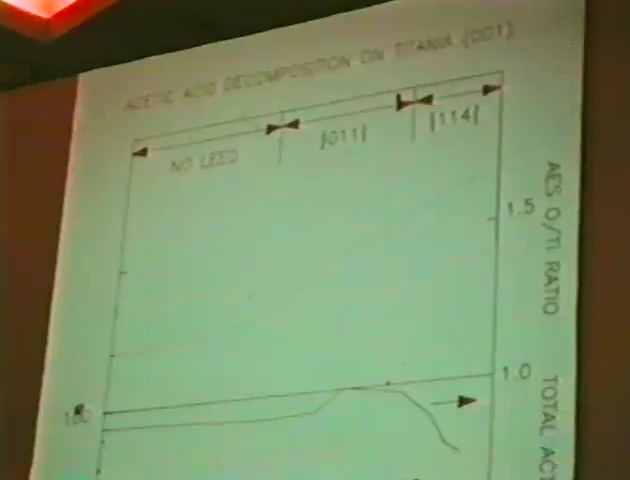 ACETIC ACID DECOMPOSITION ON TITANIA (001)
NO LEED
{011}
{114}
1.5
AES O/Ti RATIO
1.0
100
TOTAL ACT